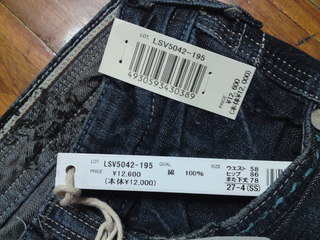 LOT LSV5042-195
4930593430389
PRICE ¥12,600
(本体¥12,000)
LOT. LSV5042-195
PRICE ¥12,600
(本体¥12,000)
QUAL.
綿 100%
SIZE
ウエスト 58
ヒップ 86
また下丈 78
27-4(SS)